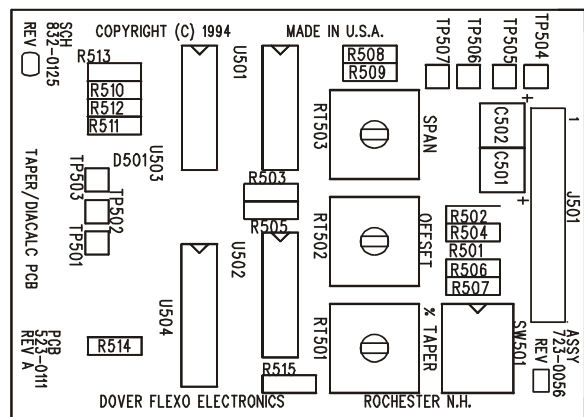 COPYRIGHT (C) 1994
MADE IN U.S.A.
SCH
832-0125
REV
R513
R510
R512
R511
U501
U503
R508
R509
TP507
TP506
TP505
TP504
RT503
SPAN
+
C502
C501
+
1
J501
D501
TP503
TP502
TP501
TAPER/DIACALC PCB
R503
R505
RT502
OFFSET
R502
R504
R501
R506
R507
U502
U504
RT501
% TAPER
SW501
PCB
523-0111
REV A
R514
R515
ASSY
723-0056
REV
DOVER FLEXO ELECTRONICS
ROCHESTER N.H.